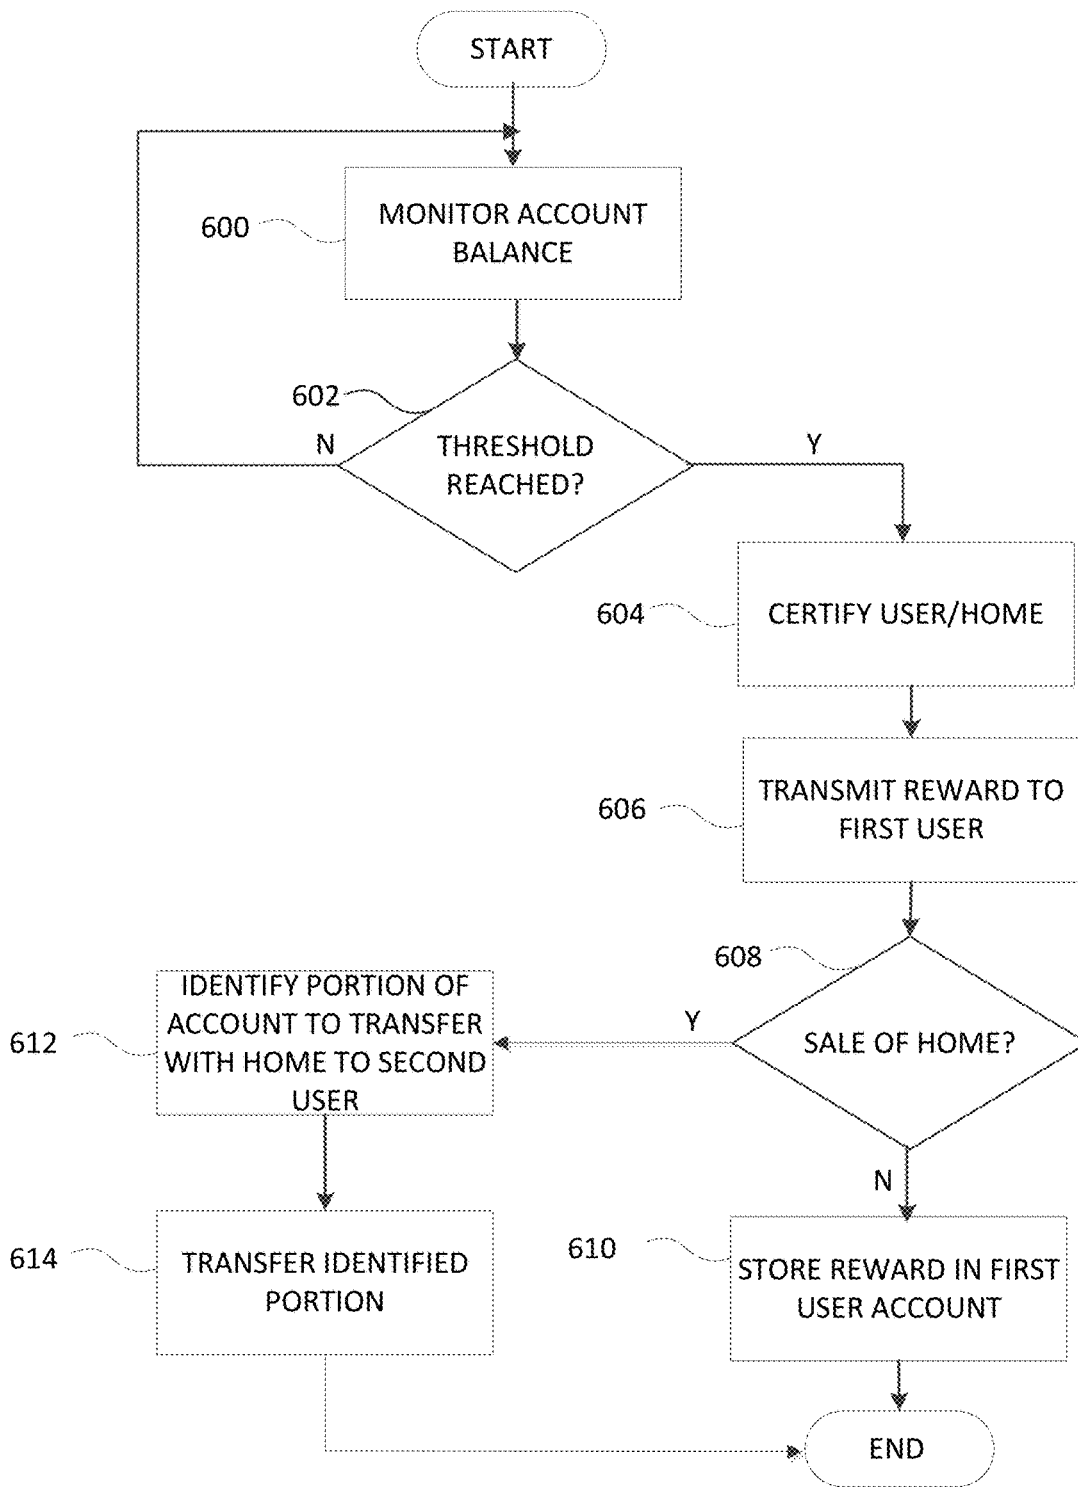 START
600
MONITOR ACCOUNT
BALANCE
602
N
THRESHOLD
REACHED?
Y
604
CERTIFY USER/HOME
606
TRANSMIT REWARD TO
FIRST USER
608
SALE OF HOME?
Y
N
612
IDENTIFY PORTION OF
ACCOUNT TO TRANSFER
WITH HOME TO SECOND
USER
614
TRANSFER IDENTIFIED
PORTION
610
STORE REWARD IN FIRST
USER ACCOUNT
END